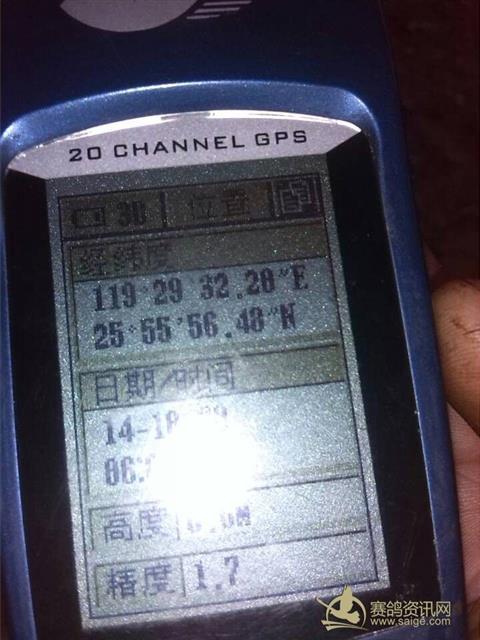 20 CHANNEL GPS
3D 位置
经纬度
119°29'32.28"E
25°55'56.48"N
日期/时间
高度
精度 1.7
赛鸽资讯网
www.saige.com